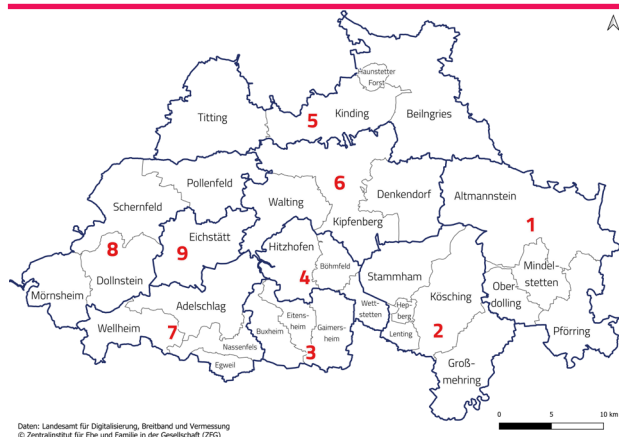 Haunstetter
Forst
Titting
5
Kinding
Beilngries
6
Pollenfeld
Denkendorf
Altmannstein
Walting
Schernfeld
Kipfenberg
1
Eichstätt
Hitzhofen
8
9
Böhmfeld
Mindel-
stetten
Dollnstein
4
Stammham
Ober-
dolling
Mörnsheim
Adelschlag
Kösching
Wett-
stetten
Hep-
berg
Eitens-
heim
Gaimers-
heim
Buxheim
Wellheim
7
2
Pförring
Lenting
Nassenfels
3
Egweil
Groß-
mehring
0
5
10 km
Daten: Landesamt für Digitalisierung, Breitband und Vermessung
© Zentralinstitut für Ehe und Familie in der Gesellschaft (ZFG)